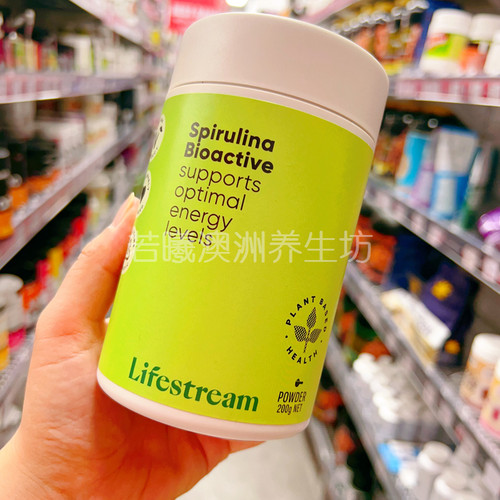 Spirulina
Bioactive
supports
optimal
energy
levels
若曦澳洲养生坊
PLANT BASED
HEALTH
Lifestream
POWDER
200g NET